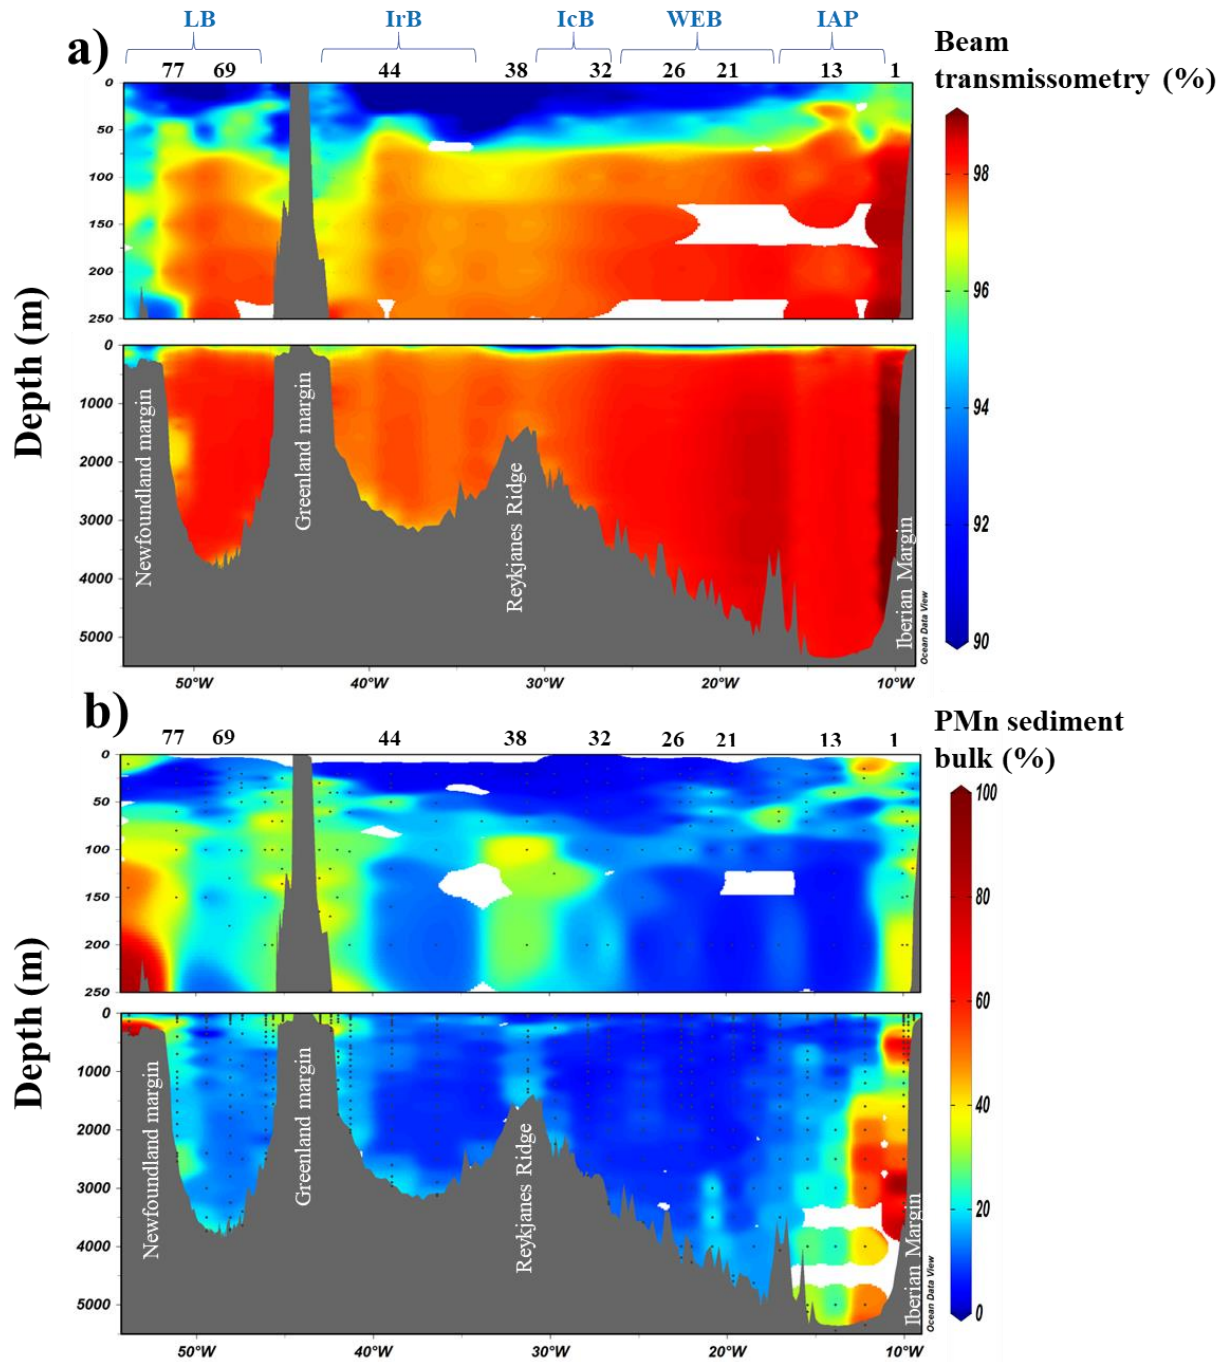 LB IrB IcB WEB IAP
a)
77 69 44 38 32 26 21 13 1
Beam
transmissometry (%)
0
50
100
150
200
250
98
96
94
92
90
Depth (m)
0
1000
2000
3000
4000
5000
Newfoundland margin
Greenland margin
Reykjanes Ridge
Iberian Margin
Ocean Data View
50°W 40°W 30°W 20°W 10°W
b)
77 69 44 38 32 26 21 13 1
PMn sediment
bulk (%)
0
50
100
150
200
250
100
80
60
40
20
0
Depth (m)
0
1000
2000
3000
4000
5000
Newfoundland margin
Greenland margin
Reykjanes Ridge
Iberian Margin
Ocean Data View
50°W 40°W 30°W 20°W 10°W